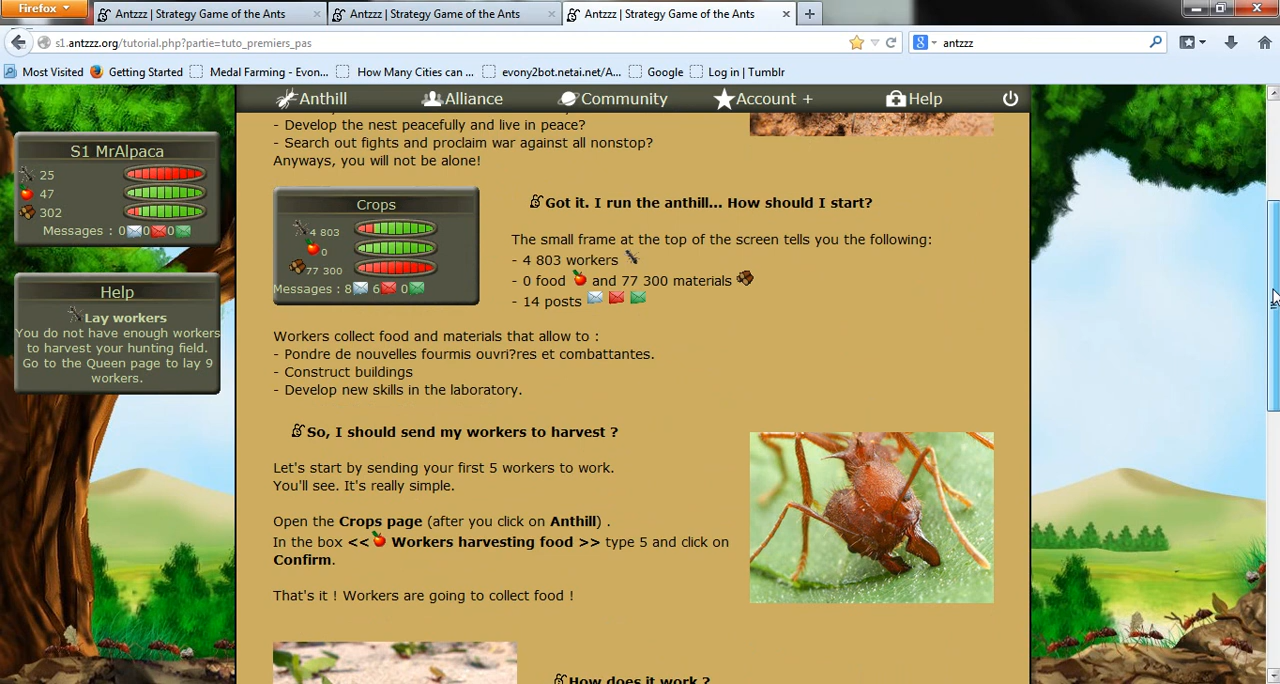 Firefox
Antzzz | Strategy Game of the Ants
Antzzz | Strategy Game of the Ants
Antzzz | Strategy Game of the Ants
s1.antzzz.org/tutorial.php?partie=tuto_premiers_pas
antzzz
Most Visited Getting Started Medal Farming - Evon... How Many Cities can ... evony2bot.netai.net/A... Google Log in | Tumblr
Anthill Alliance Community Account + Help
S1 MrAlpaca
25
47
302
Messages : 0 0 0
Help
Lay workers
You do not have enough workers
to harvest your hunting field.
Go to the Queen page to lay 9
workers.
- Develop the nest peacefully and live in peace?
- Search out fights and proclaim war against all nonstop?
Anyways, you will not be alone!
Crops
4 803
0
77 300
Messages : 8 6 0
Got it. I run the anthill... How should I start?
The small frame at the top of the screen tells you the following:
- 4 803 workers
- 0 food and 77 300 materials
- 14 posts
Workers collect food and materials that allow to :
- Pondre de nouvelles fourmis ouvri?res et combattantes.
- Construct buildings
- Develop new skills in the laboratory.
So, I should send my workers to harvest ?
Let's start by sending your first 5 workers to work.
You'll see. It's really simple.
Open the Crops page (after you click on Anthill) .
In the box << Workers harvesting food >> type 5 and click on
Confirm.
That's it ! Workers are going to collect food !
How does it work ?